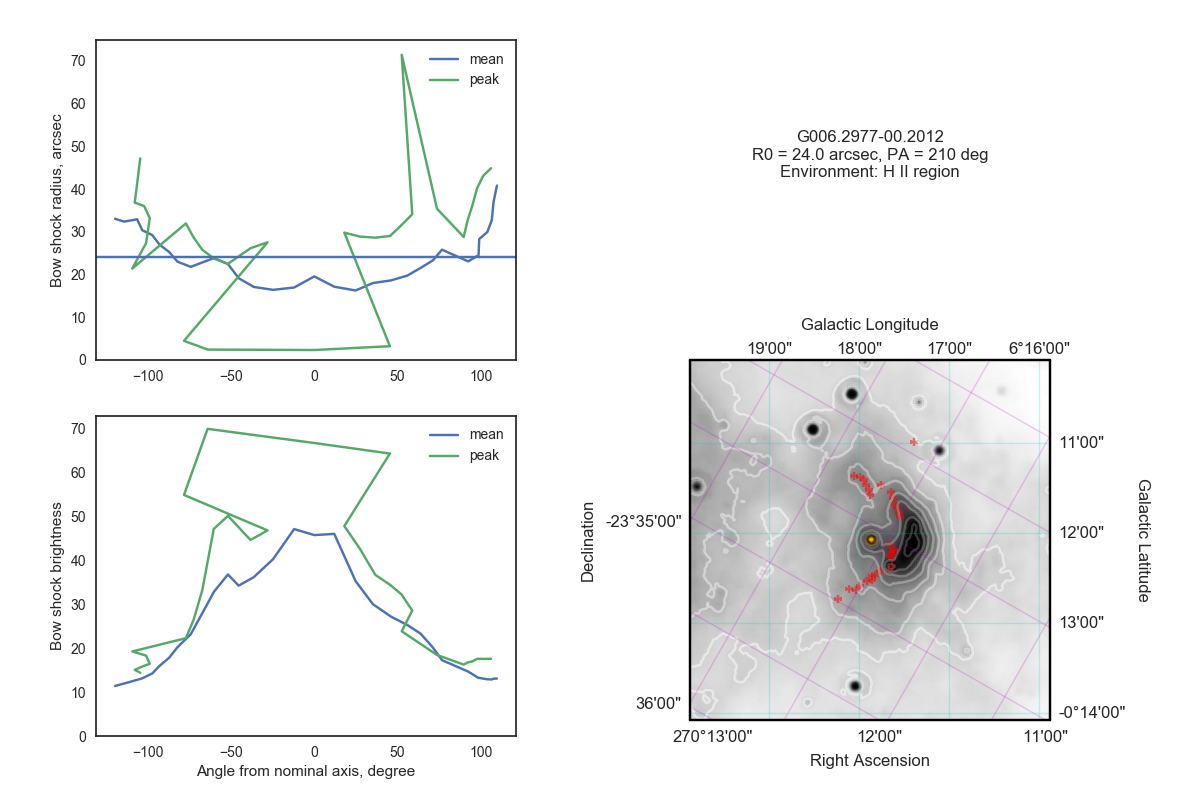 70
60
50
40
30
20
10
0
Bow shock radius, arcsec
mean
peak
−100
−50
0
50
100
70
60
50
40
30
20
10
0
Bow shock brightness
mean
peak
−100
−50
0
50
100
Angle from nominal axis, degree
G006.2977-00.2012
R0 = 24.0 arcsec, PA = 210 deg
Environment: H II region
Galactic Longitude
19'00" 18'00" 17'00" 6°16'00"
11'00"
12'00"
13'00"
-0°14'00"
Galactic Latitude
-23°35'00"
36'00"
Declination
270°13'00" 12'00" 11'00"
Right Ascension